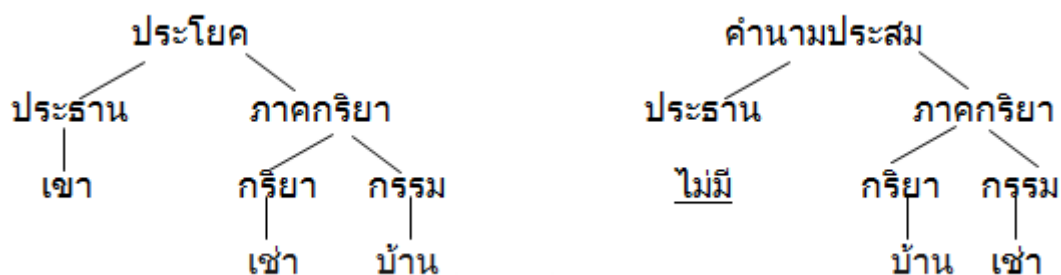 ประโยค คำนามประสม
ประธาน ภาคกริยา ประธาน ภาคกริยา
เขา กริยา กรรม ไม่มี กริยา กรรม
เช่า บ้าน บ้าน เช่า